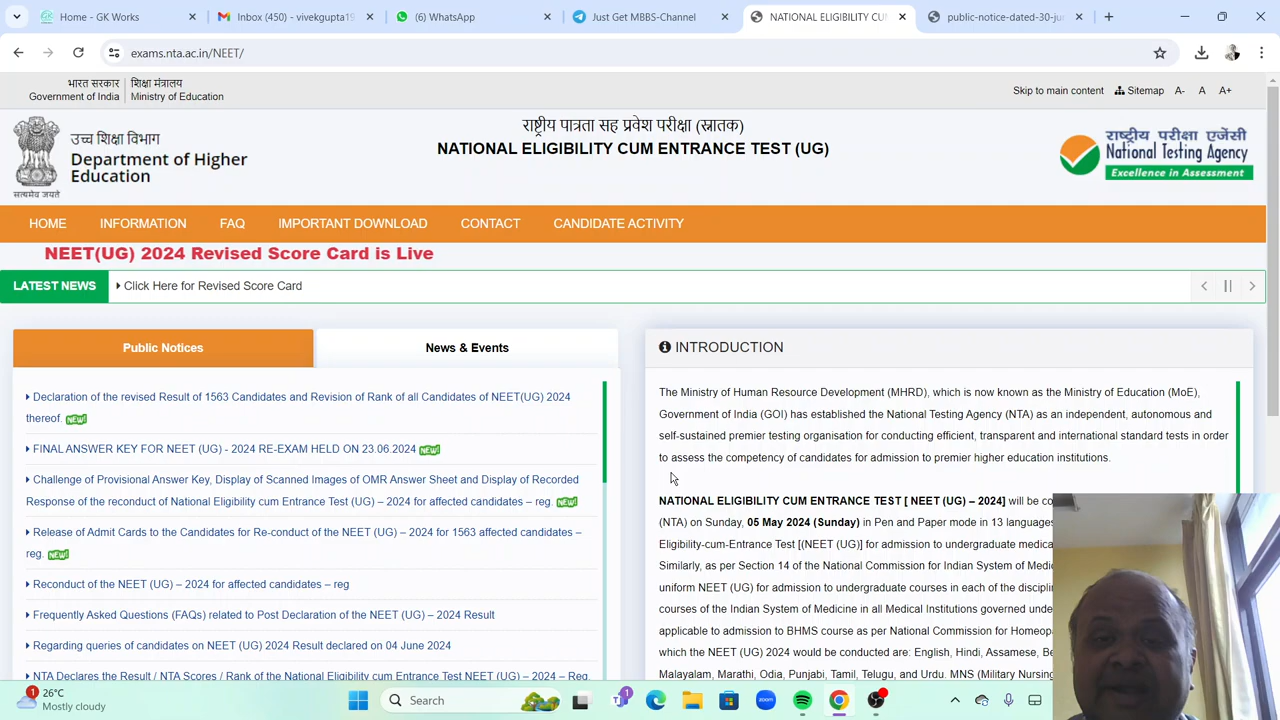 Home - GK Works
Inbox (450) - vivekgupta19
(6) WhatsApp
Just Get MBBS-Channel
NATIONAL ELIGIBILITY CUM
public-notice-dated-30-ju
exams.nta.ac.in/NEET/
भारत सरकार
शिक्षा मंत्रालय
Government of India
Ministry of Education
Skip to main content
Sitemap
A-
A
A+
उच्च शिक्षा विभाग
Department of Higher
Education
सत्यमेव जयते
राष्ट्रीय पात्रता सह प्रवेश परीक्षा (स्नातक)
NATIONAL ELIGIBILITY CUM ENTRANCE TEST (UG)
राष्ट्रीय परीक्षा एजेंसी
National Testing Agency
Excellence in Assessment
HOME
INFORMATION
FAQ
IMPORTANT DOWNLOAD
CONTACT
CANDIDATE ACTIVITY
NEET(UG) 2024 Revised Score Card is Live
LATEST NEWS
Click Here for Revised Score Card
Public Notices
News & Events
Declaration of the revised Result of 1563 Candidates and Revision of Rank of all Candidates of NEET(UG) 2024
thereof. NEW!
FINAL ANSWER KEY FOR NEET (UG) - 2024 RE-EXAM HELD ON 23.06.2024 NEW!
Challenge of Provisional Answer Key, Display of Scanned Images of OMR Answer Sheet and Display of Recorded
Response of the reconduct of National Eligibility cum Entrance Test (UG) – 2024 for affected candidates – reg. NEW!
Release of Admit Cards to the Candidates for Re-conduct of the NEET (UG) – 2024 for 1563 affected candidates –
reg. NEW!
Reconduct of the NEET (UG) – 2024 for affected candidates – reg
Frequently Asked Questions (FAQs) related to Post Declaration of the NEET (UG) – 2024 Result
Regarding queries of candidates on NEET (UG) 2024 Result declared on 04 June 2024
NTA Declares the Result / NTA Scores / Rank of the National Eligibility Entrance Test NEET (UG) – 2024 – Reg.
INTRODUCTION
The Ministry of Human Resource Development (MHRD), which is now known as the Ministry of Education (MoE),
Government of India (GOI) has established the National Testing Agency (NTA) as an independent, autonomous and
self-sustained premier testing organisation for conducting efficient, transparent and international standard tests in order
to assess the competency of candidates for admission to premier higher education institutions.
NATIONAL ELIGIBILITY CUM ENTRANCE TEST [ NEET (UG) – 2024] will be co
(NTA) on Sunday, 05 May 2024 (Sunday) in Pen and Paper mode in 13 languages
Eligibility-cum-Entrance Test [(NEET (UG)] for admission to undergraduate medica
Similarly, as per Section 14 of the National Commission for Indian System of Medic
uniform NEET (UG) for admission to undergraduate courses in each of the disciplin
courses of the Indian System of Medicine in all Medical Institutions governed unde
applicable to admission to BHMS course as per National Commission for Homeopa
which the NEET (UG) 2024 would be conducted are: English, Hindi, Assamese, Be
Malayalam, Marathi, Odia, Punjabi, Tamil, Telugu, and Urdu. MNS (Military Nursing
1
26°C
Mostly cloudy
Search
1
zoom